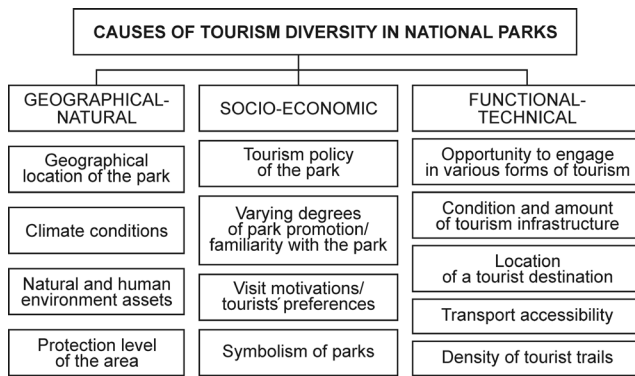 CAUSES OF TOURISM DIVERSITY IN NATIONAL PARKS
GEOGRAPHICAL-
NATURAL
Geographical
location of the park
Climate conditions
Natural and human
environment assets
Protection level
of the area
SOCIO-ECONOMIC
Tourism policy
of the park
Varying degrees
of park promotion/
familiarity with the park
Visit motivations/
tourists' preferences
Symbolism of parks
FUNCTIONAL-
TECHNICAL
Opportunity to engage
in various forms of tourism
Condition and amount
of tourism infrastructure
Location
of a tourist destination
Transport accessibility
Density of tourist trails